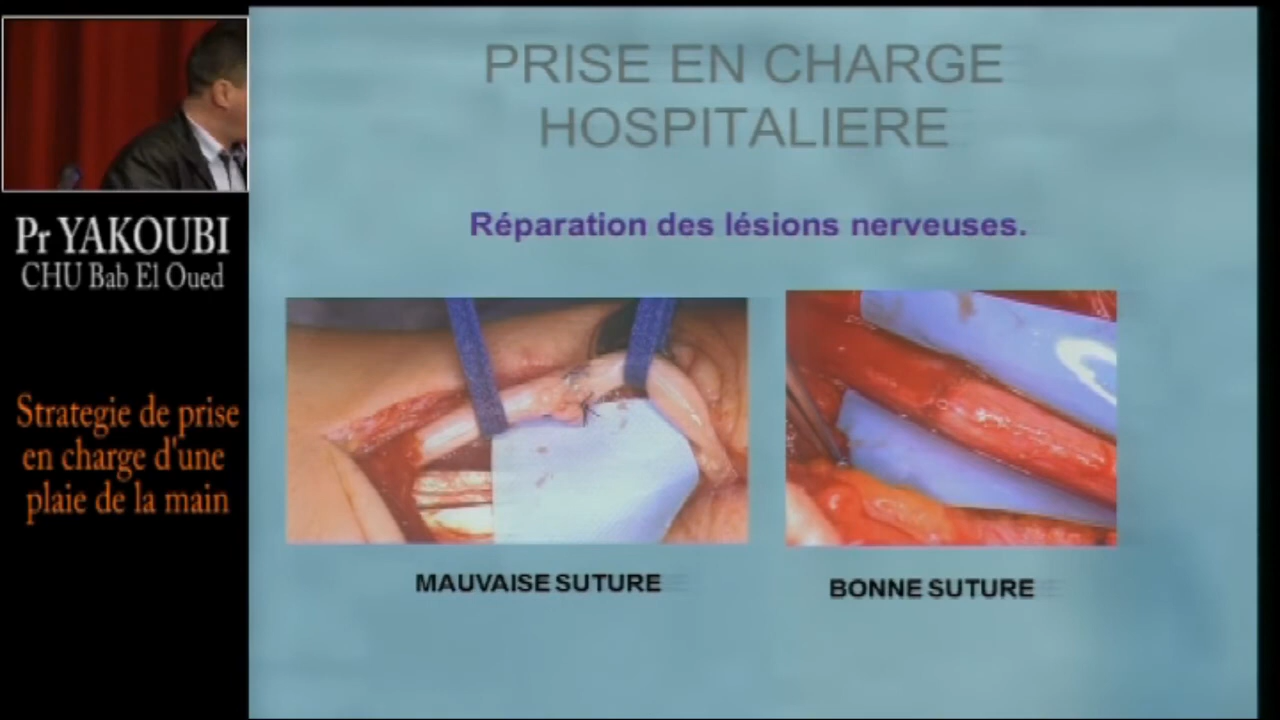 PRISE EN CHARGE
HOSPITALIERE
Réparation des lésions nerveuses.
MAUVAISE SUTURE
BONNE SUTURE
Pr YAKOUBI
CHU Bab El Oued
Strategie de prise
en charge d'une
plaie de la main